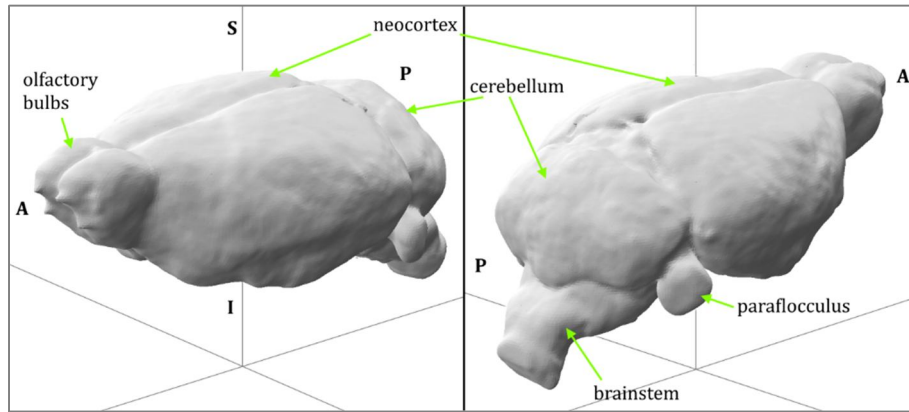 S
neocortex
P
olfactory
bulbs
cerebellum
A
A
P
I
paraflocculus
brainstem